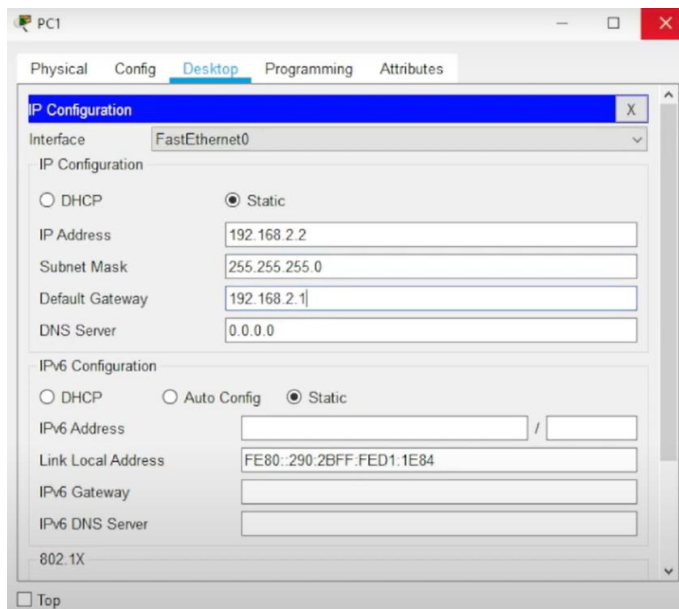 PC1
Physical Config Desktop Programming Attributes
IP Configuration X
Interface FastEthernet0
IP Configuration
DHCP Static
IP Address 192.168.2.2
Subnet Mask 255.255.255.0
Default Gateway 192.168.2.1
DNS Server 0.0.0.0
IPv6 Configuration
DHCP Auto Config Static
IPv6 Address /
Link Local Address FE80::290:2BFF:FED1:1E84
IPv6 Gateway
IPv6 DNS Server
802.1X
Top